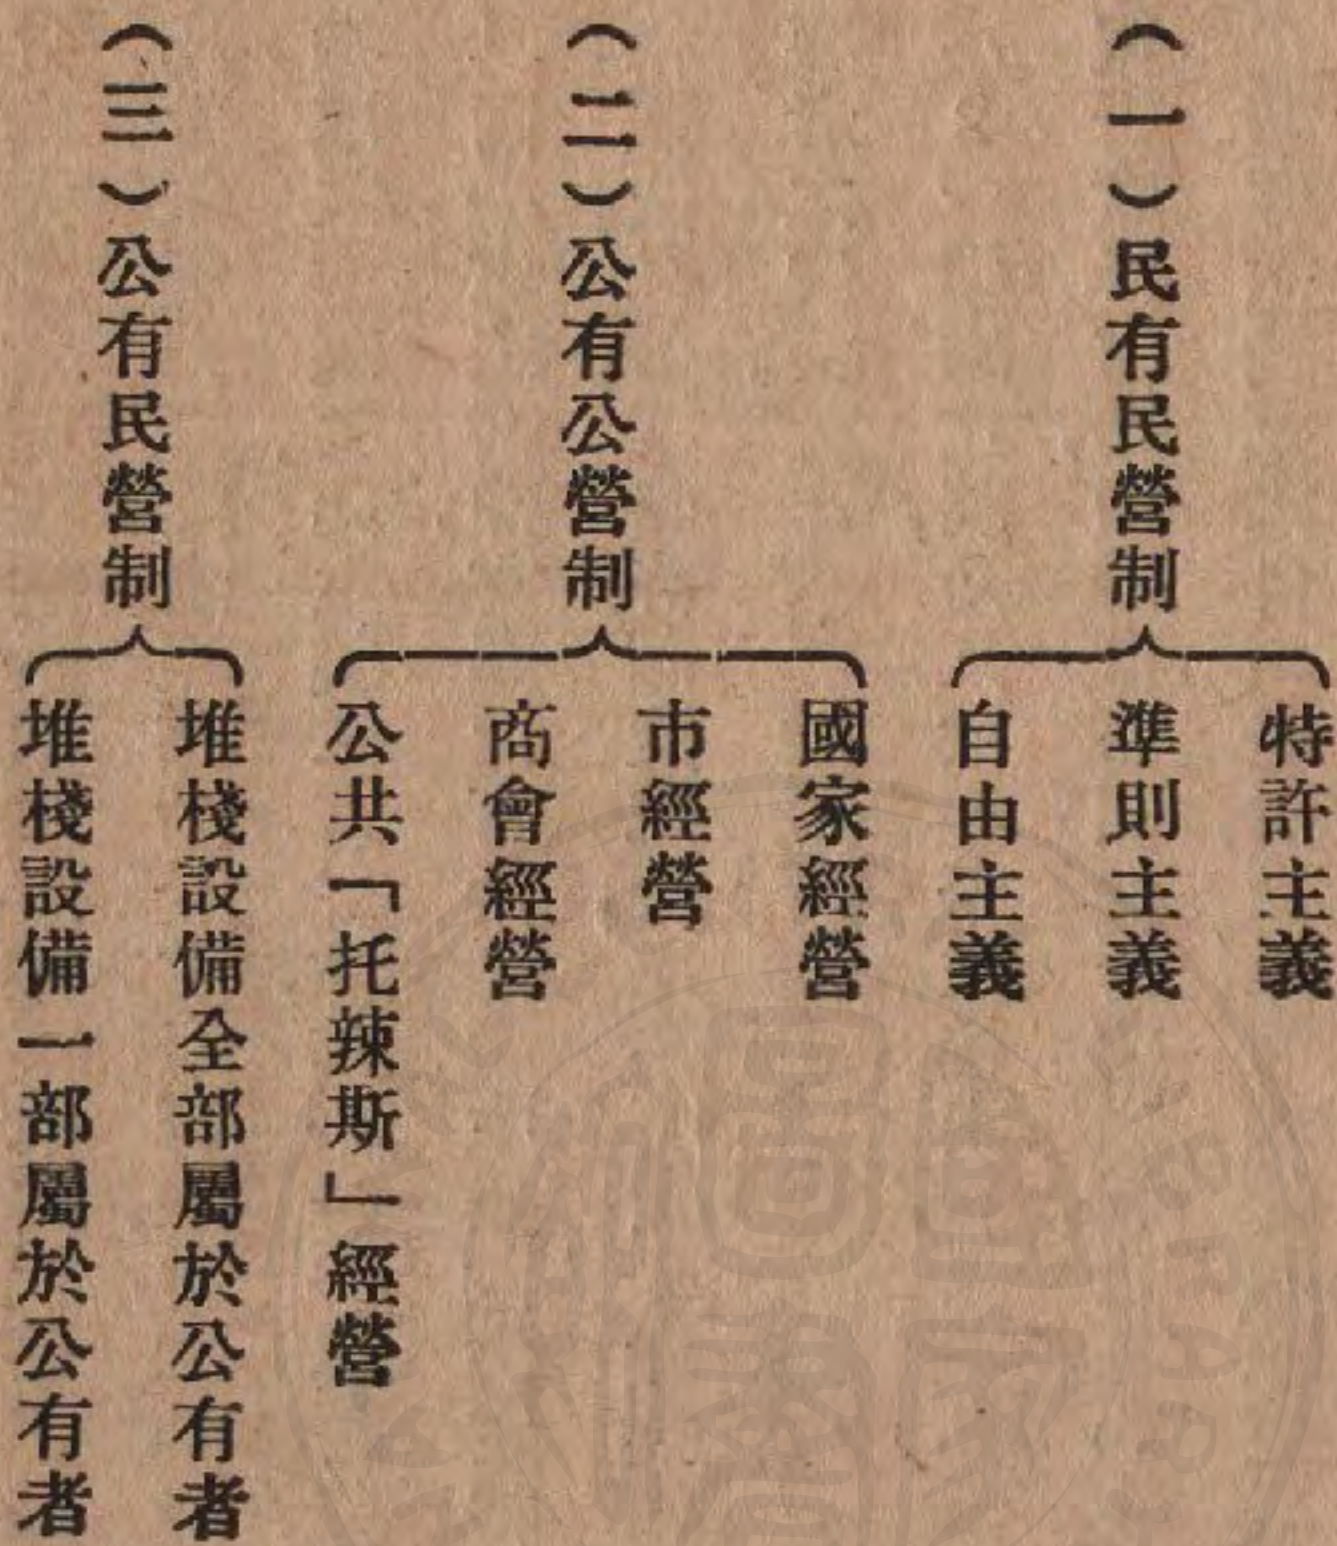 （一）民有民營制
特許主義
準則主義
自由主義
（二）公有公營制
國家經營
市經營
商會經營
公共「托辣斯」經營
（三）公有民營制
堆棧設備全部屬於公有者
堆棧設備一部屬於公有者